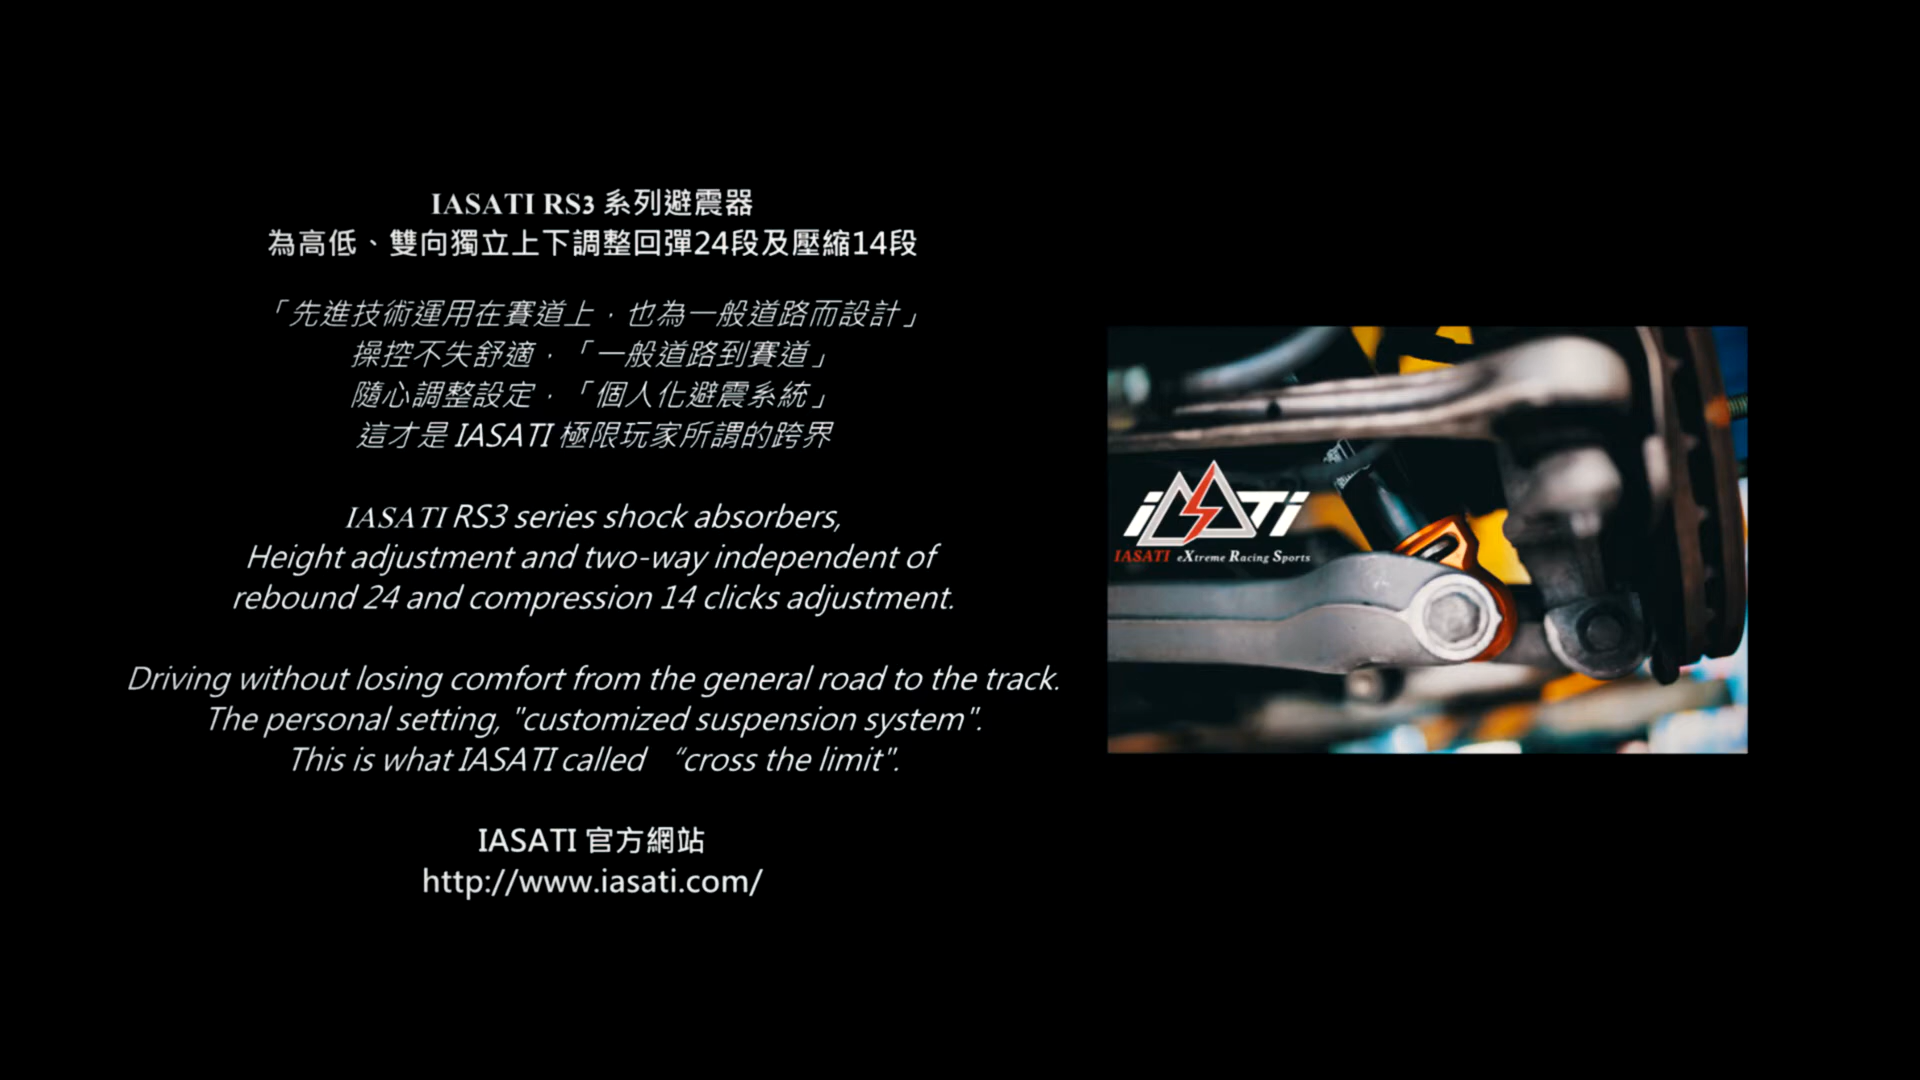 IASATI RS3 系列避震器
為高低、雙向獨立上下調整回彈24段及壓縮14段
「先進技術運用在賽道上，也為一般道路而設計」
操控不失舒適，「一般道路到賽道」
隨心調整設定，「個人化避震系統」
這才是 IASATI 極限玩家所謂的跨界
IASATI RS3 series shock absorbers,
Height adjustment and two-way independent of
rebound 24 and compression 14 clicks adjustment.
Driving without losing comfort from the general road to the track.
The personal setting, "customized suspension system".
This is what IASATI called “cross the limit".
IASATI 官方網站
http://www.iasati.com/
iASATi
IASATI eXtreme Racing Sports